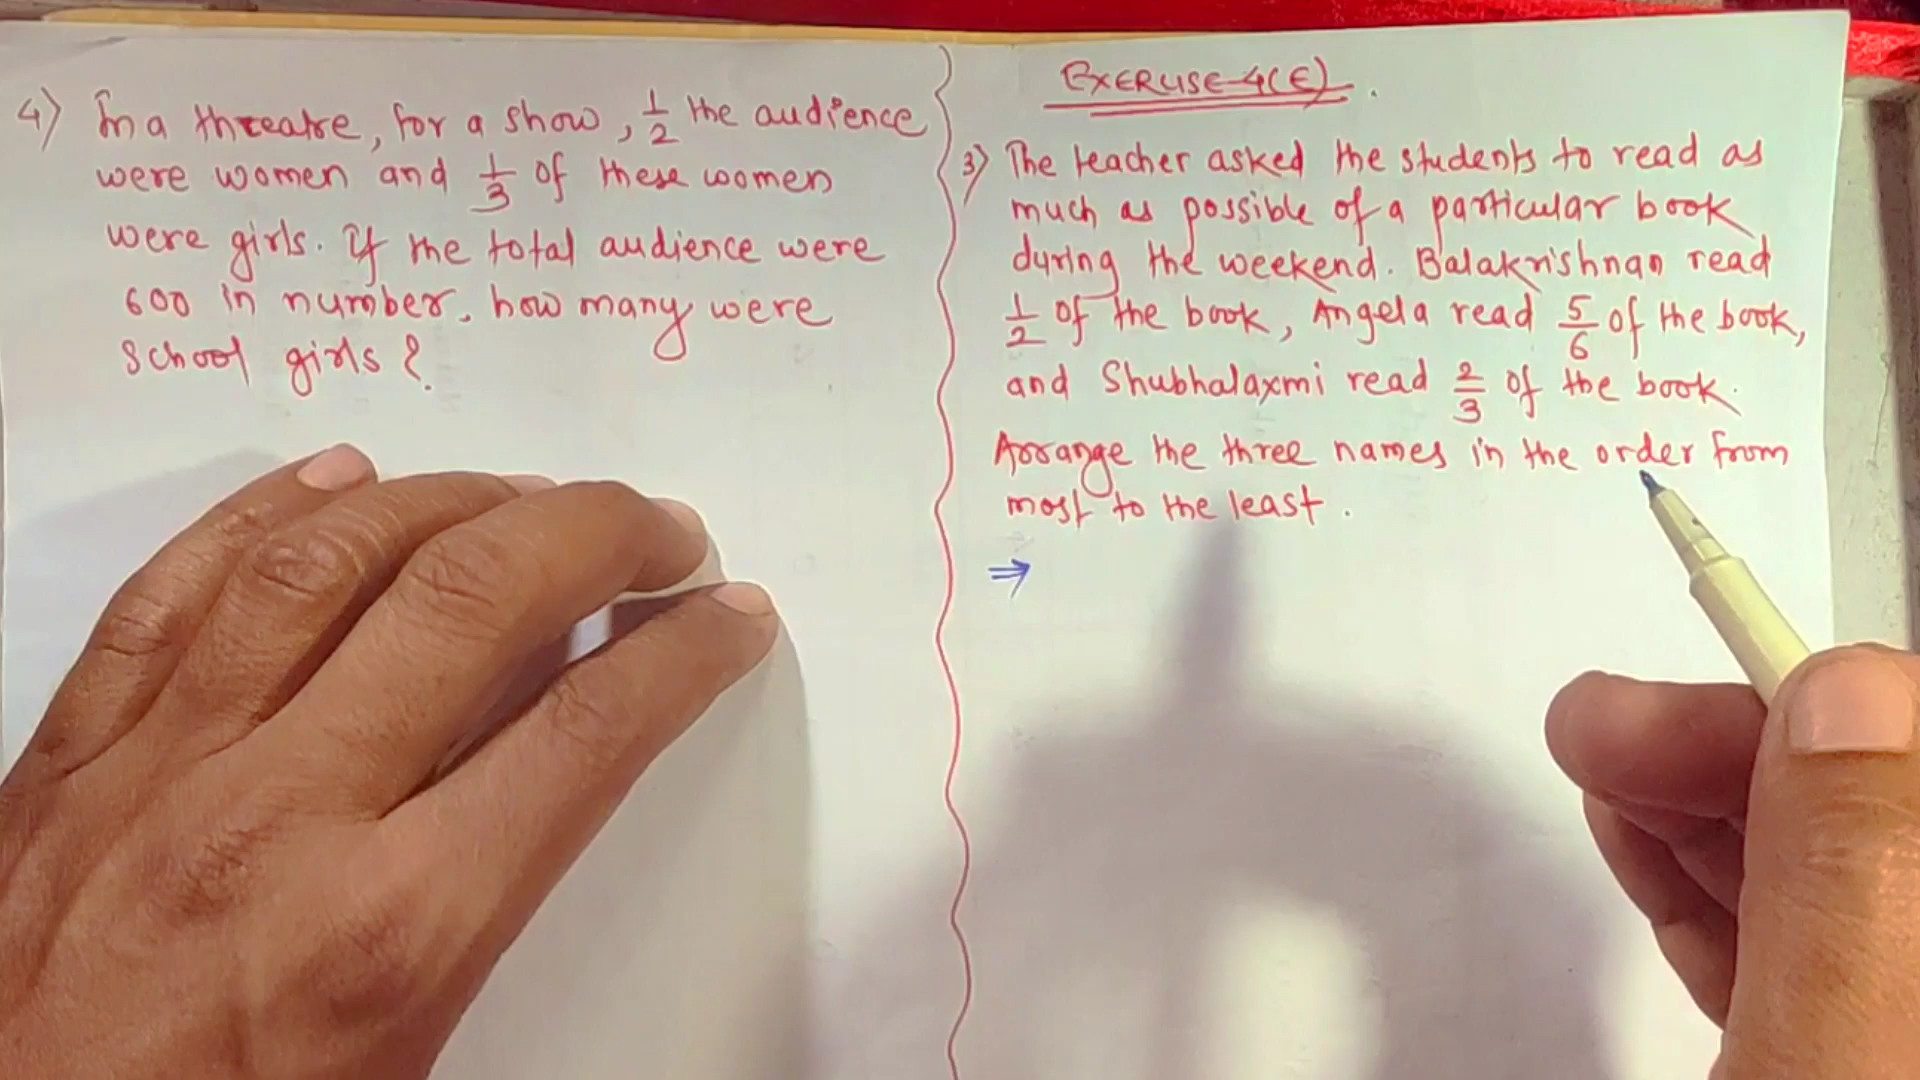 4) In a threatre, for a show, 1/2 the audience
were women and 1/3 of these women
were girls. If the total audience were
600 in number, how many were
School girls?
EXERCISE-4(E).
3) The teacher asked the students to read as
much as possible of a particular book
during the weekend. Balakrishnan read
1/2 of the book, Angela read 5/6 of the book,
and Shubhalaxmi read 2/3 of the book.
Arrange the three names in the order from
most to the least.
⇒